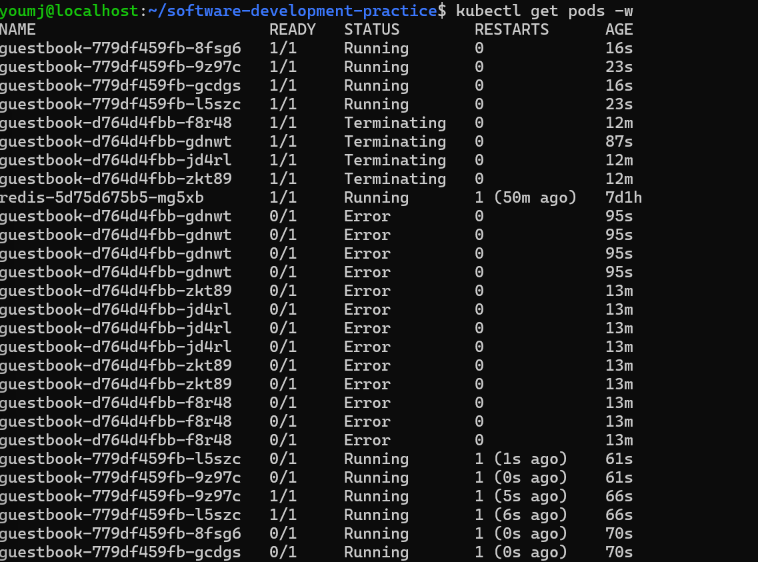 youmj@localhost:~/software-development-practice$ kubectl get pods -w
NAME READY STATUS RESTARTS AGE
guestbook-779df459fb-8fsg6 1/1 Running 0 16s
guestbook-779df459fb-9z97c 1/1 Running 0 23s
guestbook-779df459fb-gcdgs 1/1 Running 0 16s
guestbook-779df459fb-l5szc 1/1 Running 0 23s
guestbook-d764d4fbb-f8r48 1/1 Terminating 0 12m
guestbook-d764d4fbb-gdnwt 1/1 Terminating 0 87s
guestbook-d764d4fbb-jd4rl 1/1 Terminating 0 12m
guestbook-d764d4fbb-zkt89 1/1 Terminating 0 12m
redis-5d75d675b5-mg5xb 1/1 Running 1 (50m ago) 7d1h
guestbook-d764d4fbb-gdnwt 0/1 Error 0 95s
guestbook-d764d4fbb-gdnwt 0/1 Error 0 95s
guestbook-d764d4fbb-gdnwt 0/1 Error 0 95s
guestbook-d764d4fbb-gdnwt 0/1 Error 0 95s
guestbook-d764d4fbb-zkt89 0/1 Error 0 13m
guestbook-d764d4fbb-jd4rl 0/1 Error 0 13m
guestbook-d764d4fbb-jd4rl 0/1 Error 0 13m
guestbook-d764d4fbb-jd4rl 0/1 Error 0 13m
guestbook-d764d4fbb-zkt89 0/1 Error 0 13m
guestbook-d764d4fbb-zkt89 0/1 Error 0 13m
guestbook-d764d4fbb-f8r48 0/1 Error 0 13m
guestbook-d764d4fbb-f8r48 0/1 Error 0 13m
guestbook-d764d4fbb-f8r48 0/1 Error 0 13m
guestbook-779df459fb-l5szc 0/1 Running 1 (1s ago) 61s
guestbook-779df459fb-9z97c 0/1 Running 1 (0s ago) 61s
guestbook-779df459fb-9z97c 1/1 Running 1 (5s ago) 66s
guestbook-779df459fb-l5szc 1/1 Running 1 (6s ago) 66s
guestbook-779df459fb-8fsg6 0/1 Running 1 (0s ago) 70s
guestbook-779df459fb-gcdgs 0/1 Running 1 (0s ago) 70s